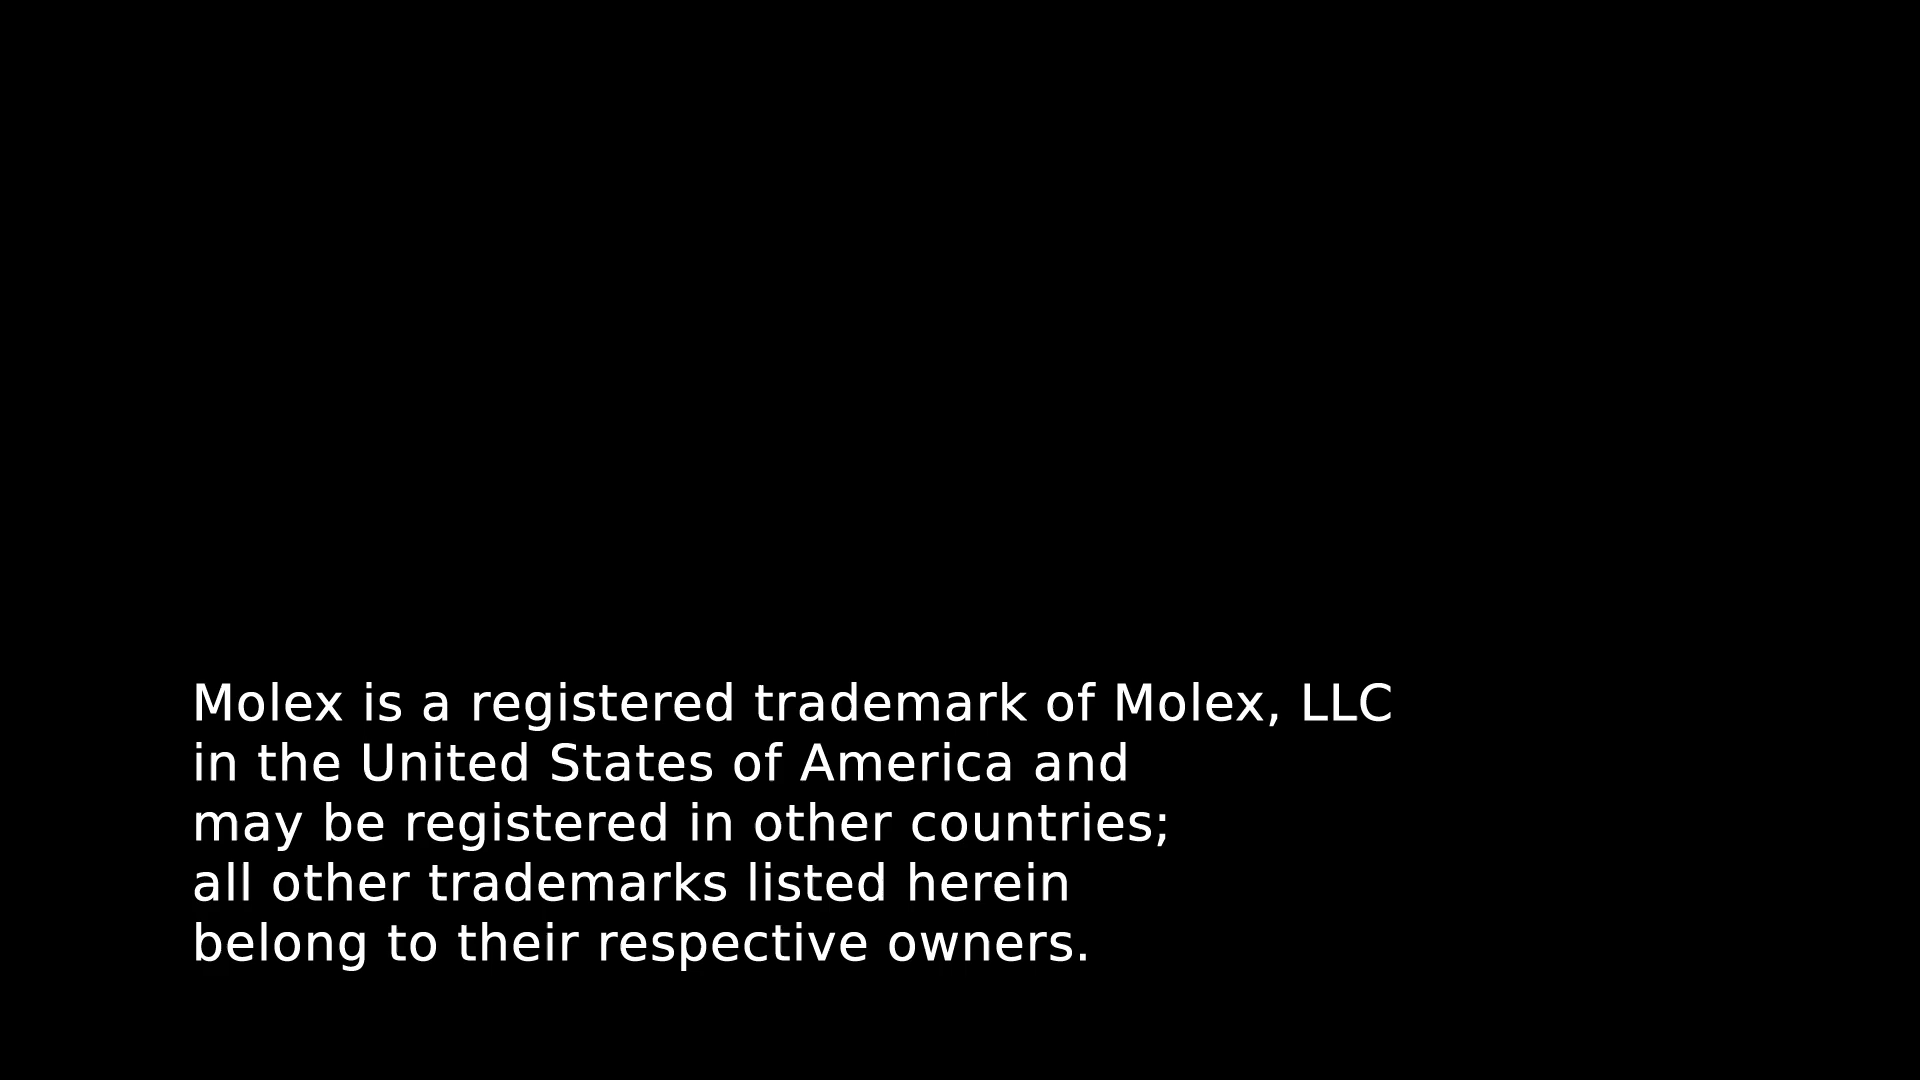 Molex is a registered trademark of Molex, LLC
in the United States of America and
may be registered in other countries;
all other trademarks listed herein
belong to their respective owners.